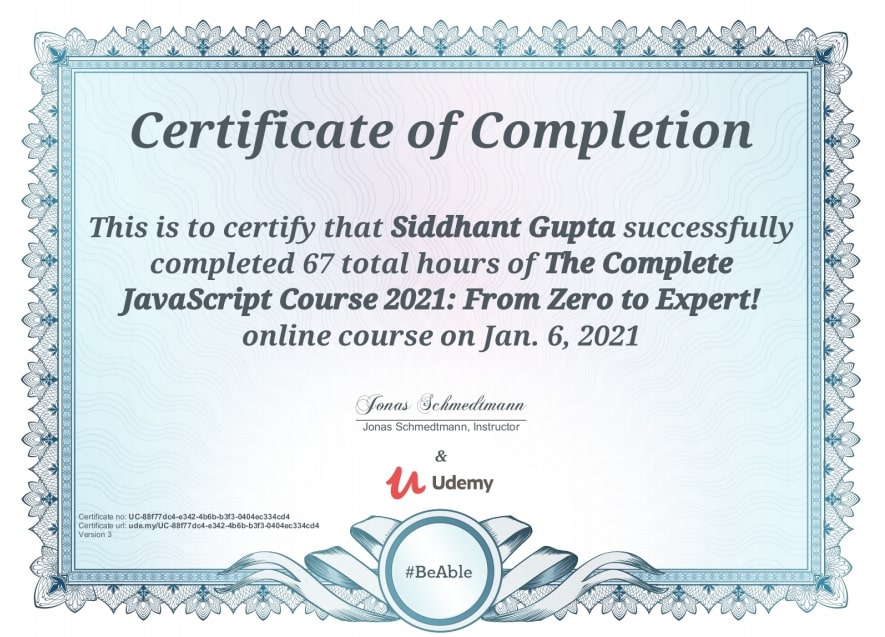 Certificate of Completion
This is to certify that Siddhant Gupta successfully
completed 67 total hours of The Complete
JavaScript Course 2021: From Zero to Expert!
online course on Jan. 6, 2021
Jonas Schmedtmann
Jonas Schmedtmann, Instructor
&
Udemy
Certificate no: UC-88f77dc4-e342-4b6b-b3f3-0404ec334cd4
Certificate url: ude.my/UC-88f77dc4-e342-4b6b-b3f3-0404ec334cd4
Version 3
#BeAble